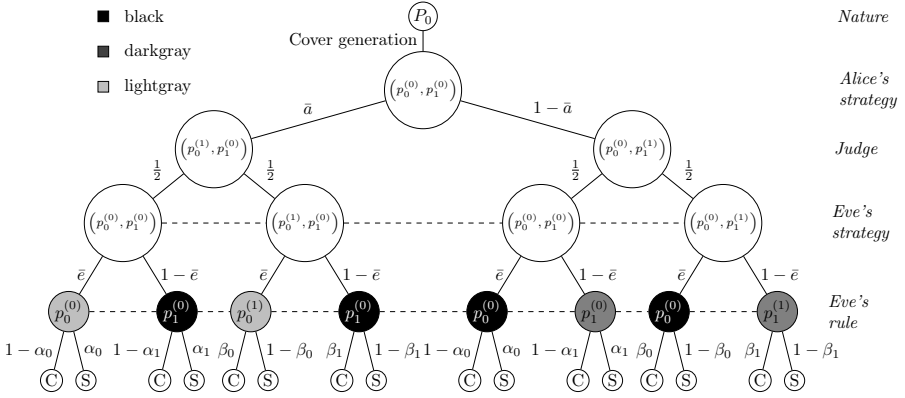 P_0
Nature
black
Cover generation
darkgray
lightgray
(p_0^{(0)}, p_1^{(0)})
Alice's
strategy
ā
1 − ā
(p_0^{(1)}, p_1^{(0)})
(p_0^{(0)}, p_1^{(1)})
Judge
1/2 1/2 1/2 1/2
(p_0^{(0)}, p_1^{(0)}) (p_0^{(1)}, p_1^{(0)}) (p_0^{(0)}, p_1^{(0)}) (p_0^{(0)}, p_1^{(1)})
Eve's
strategy
ē 1 − ē ē 1 − ē ē 1 − ē ē 1 − ē
p_0^{(0)} p_1^{(0)} p_0^{(1)} p_1^{(0)} p_0^{(0)} p_1^{(0)} p_0^{(0)} p_1^{(1)}
Eve's
rule
1 − α_0 α_0 1 − α_1 α_1 β_0 1 − β_0 β_1 1 − β_1 1 − α_0 α_0 1 − α_1 α_1 β_0 1 − β_0 β_1 1 − β_1
C S C S C S C S C S C S C S C S